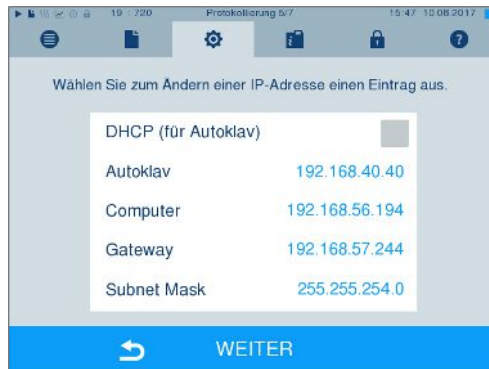 19 : 720 Protokollierung 5/7 15:47 10.08.2017
Wählen Sie zum Ändern einer IP-Adresse einen Eintrag aus.
DHCP (für Autoklav)
Autoklav 192.168.40.40
Computer 192.168.56.194
Gateway 192.168.57.244
Subnet Mask 255.255.254.0
WEITER